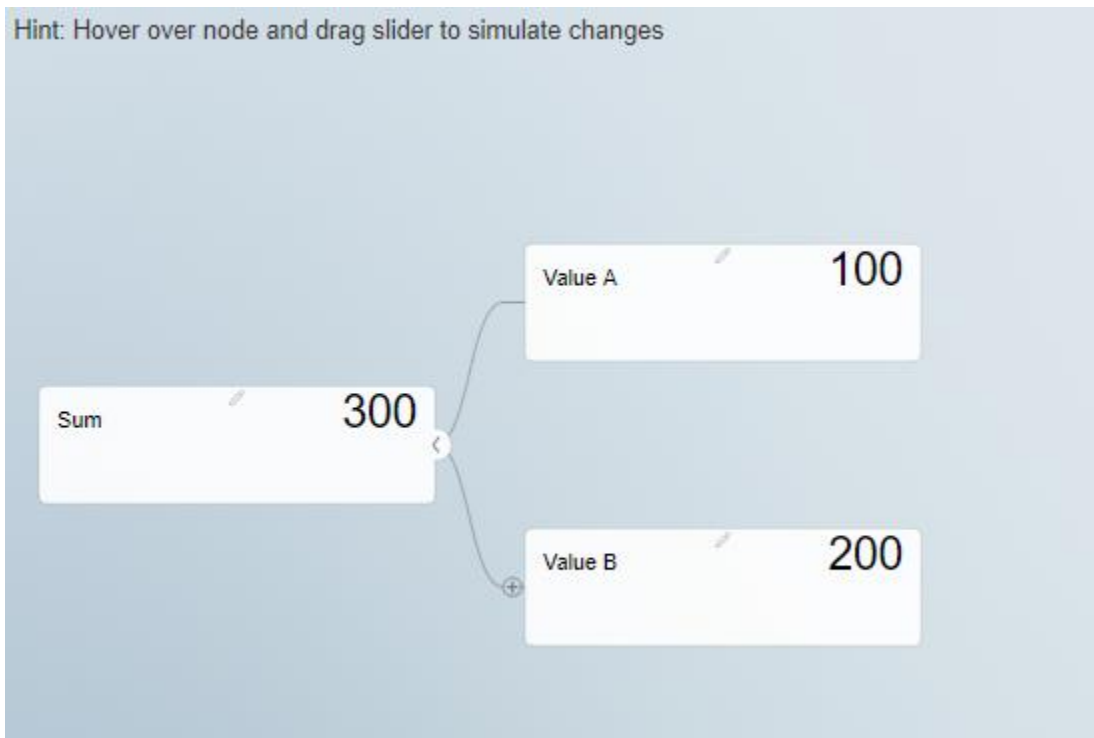 Hint: Hover over node and drag slider to simulate changes
Value A 100
Sum 300
Value B 200